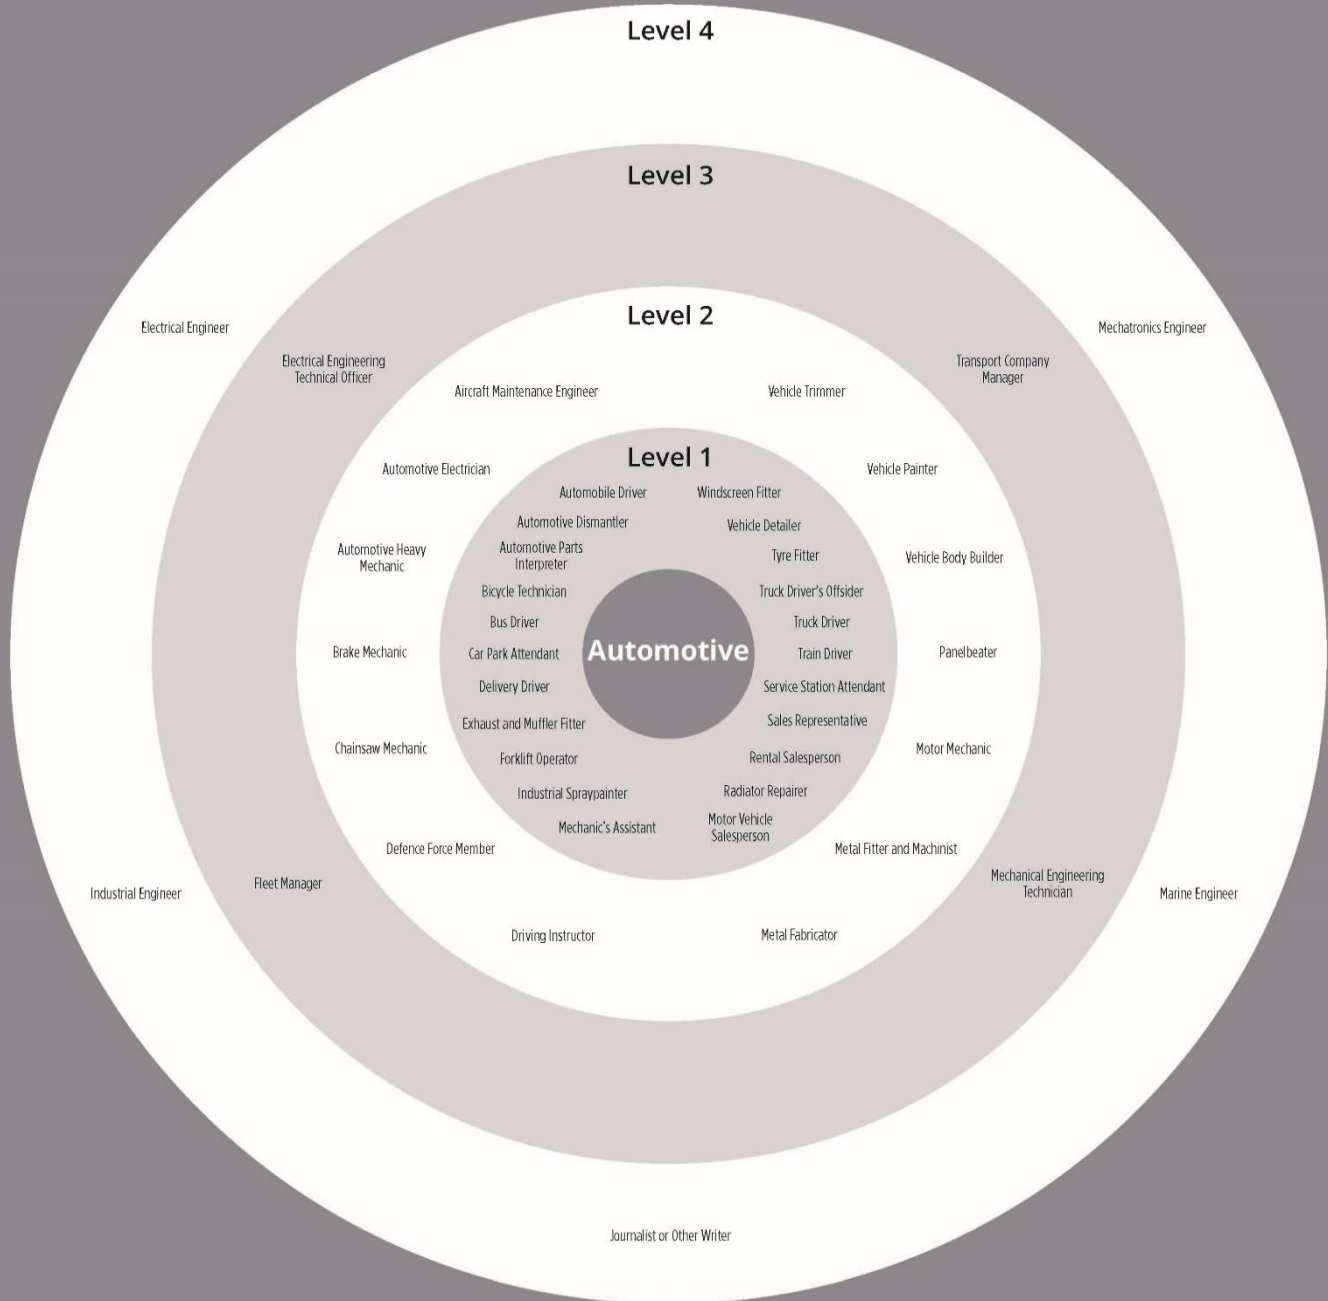 Level 4
Level 3
Level 2
Level 1
Automotive
Electrical Engineer
Mechatronics Engineer
Industrial Engineer
Marine Engineer
Journalist or Other Writer
Electrical Engineering
Technical Officer
Transport Company
Manager
Fleet Manager
Mechanical Engineering
Technician
Aircraft Maintenance Engineer
Vehicle Trimmer
Automotive Electrician
Vehicle Painter
Automotive Heavy
Mechanic
Vehicle Body Builder
Brake Mechanic
Panelbeater
Chainsaw Mechanic
Motor Mechanic
Defence Force Member
Metal Fitter and Machinist
Driving Instructor
Metal Fabricator
Automobile Driver
Windscreen Fitter
Automotive Dismantler
Vehicle Detailer
Automotive Parts
Interpreter
Tyre Fitter
Bicycle Technician
Truck Driver's Offsider
Bus Driver
Truck Driver
Car Park Attendant
Train Driver
Delivery Driver
Service Station Attendant
Exhaust and Muffler Fitter
Sales Representative
Forklift Operator
Rental Salesperson
Industrial Spraypainter
Radiator Repairer
Mechanic's Assistant
Motor Vehicle
Salesperson